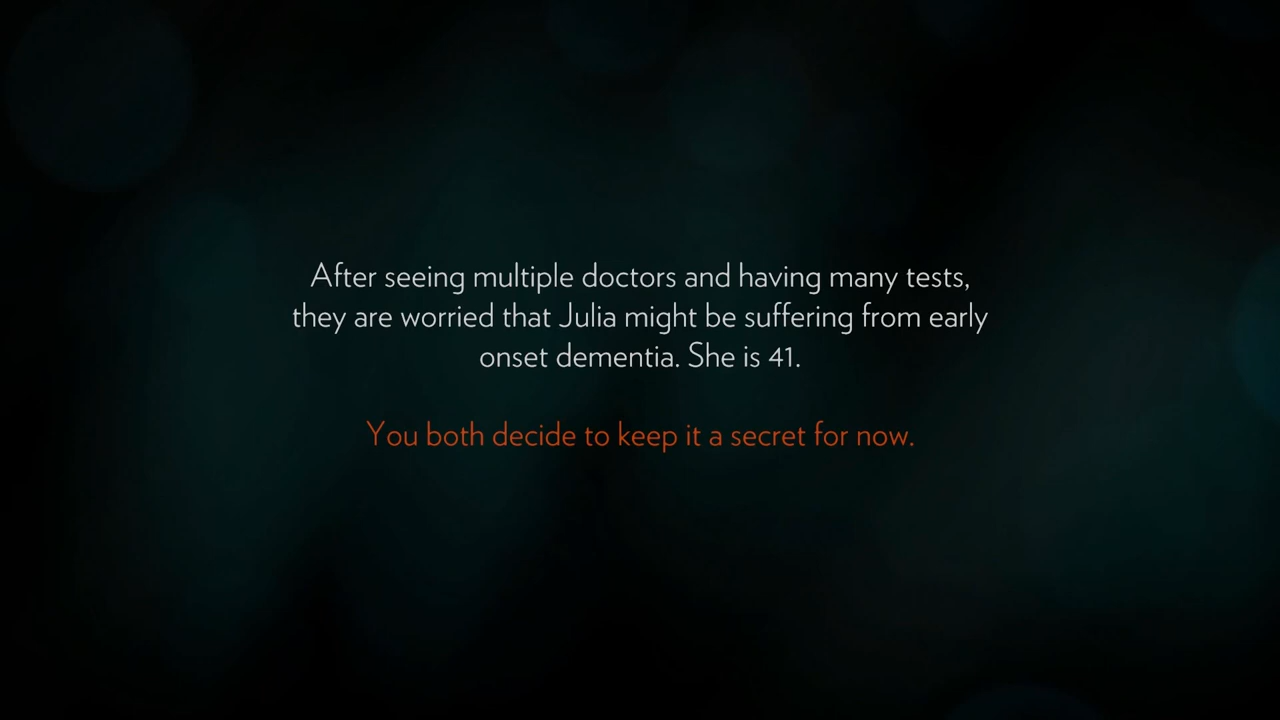 After seeing multiple doctors and having many tests,
they are worried that Julia might be suffering from early
onset dementia. She is 41.
You both decide to keep it a secret for now.